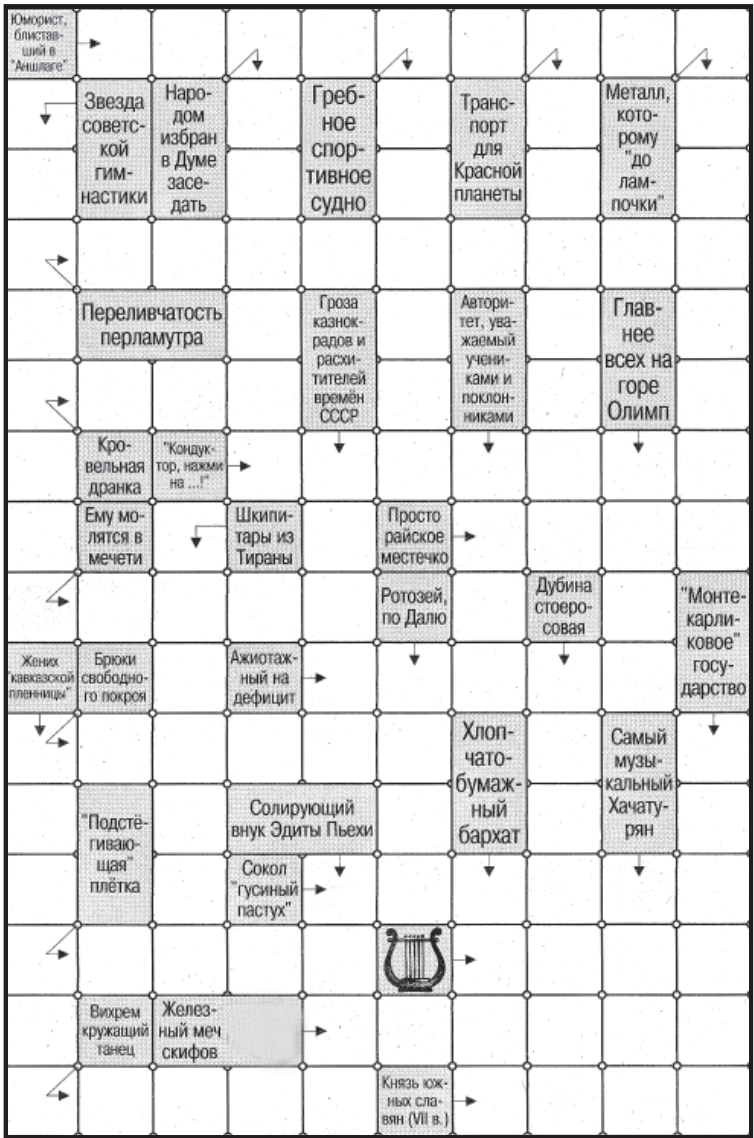 Юморист,
блистав-
ший в
"Аншлаге"
Звезда
советс-
кой
гим-
настики
Наро-
дом
избран
в Думе
засе-
дать
Греб-
ное
спор-
тивное
судно
Транс-
порт
для
Красной
планеты
Металл,
кото-
рому
"до
лам-
почки"
Переливчатость
перламутра
Гроза
казнок-
радов и
расхи-
тителей
времён
СССР
Автори-
тет, ува-
жаемый
учени-
ками и
поклон-
никами
Глав-
нее
всех на
горе
Олимп
Кро-
вельная
дранка
"Кондук-
тор, нажми
на ...!"
Ему мо-
лятся в
мечети
Шкипи-
тары из
Тираны
Просто
райское
местечко
Ротозей,
по Далю
Дубина
стоеро-
совая
"Монте-
карли-
ковое"
госу-
дарство
Жених
"кавказской
пленницы"
Брюки
свободно-
го покроя
Ажиотаж-
ный на
дефицит
Хлоп-
чато-
бумаж-
ный
бархат
Самый
музы-
кальный
Хачату-
рян
"Подстё-
гиваю-
щая"
плётка
Солирующий
внук Эдиты Пьехи
Сокол
"гусиный
пастух"
Вихрем
кружащий
танец
Желез-
ный меч
скифов
Князь юж-
ных сла-
вян (VII в.)